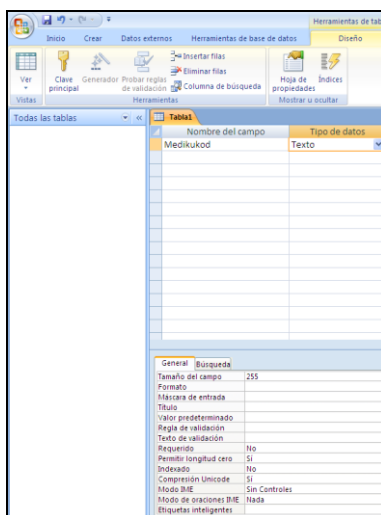 Herramientas de tab
Inicio Crear Datos externos Herramientas de base de datos Diseño
Ver
Clave principal
Generador
Probar reglas de validación
Insertar filas
Eliminar filas
Columna de búsqueda
Hoja de propiedades
Índices
Vistas Herramientas Mostrar u ocultar
Todas las tablas
Tabla1
Nombre del campo Tipo de datos
Medikukod Texto
General Búsqueda
Tamaño del campo 255
Formato
Máscara de entrada
Título
Valor predeterminado
Regla de validación
Texto de validación
Requerido No
Permitir longitud cero Sí
Indexado No
Compresión Unicode Sí
Modo IME Sin Controles
Modo de oraciones IME Nada
Etiquetas inteligentes